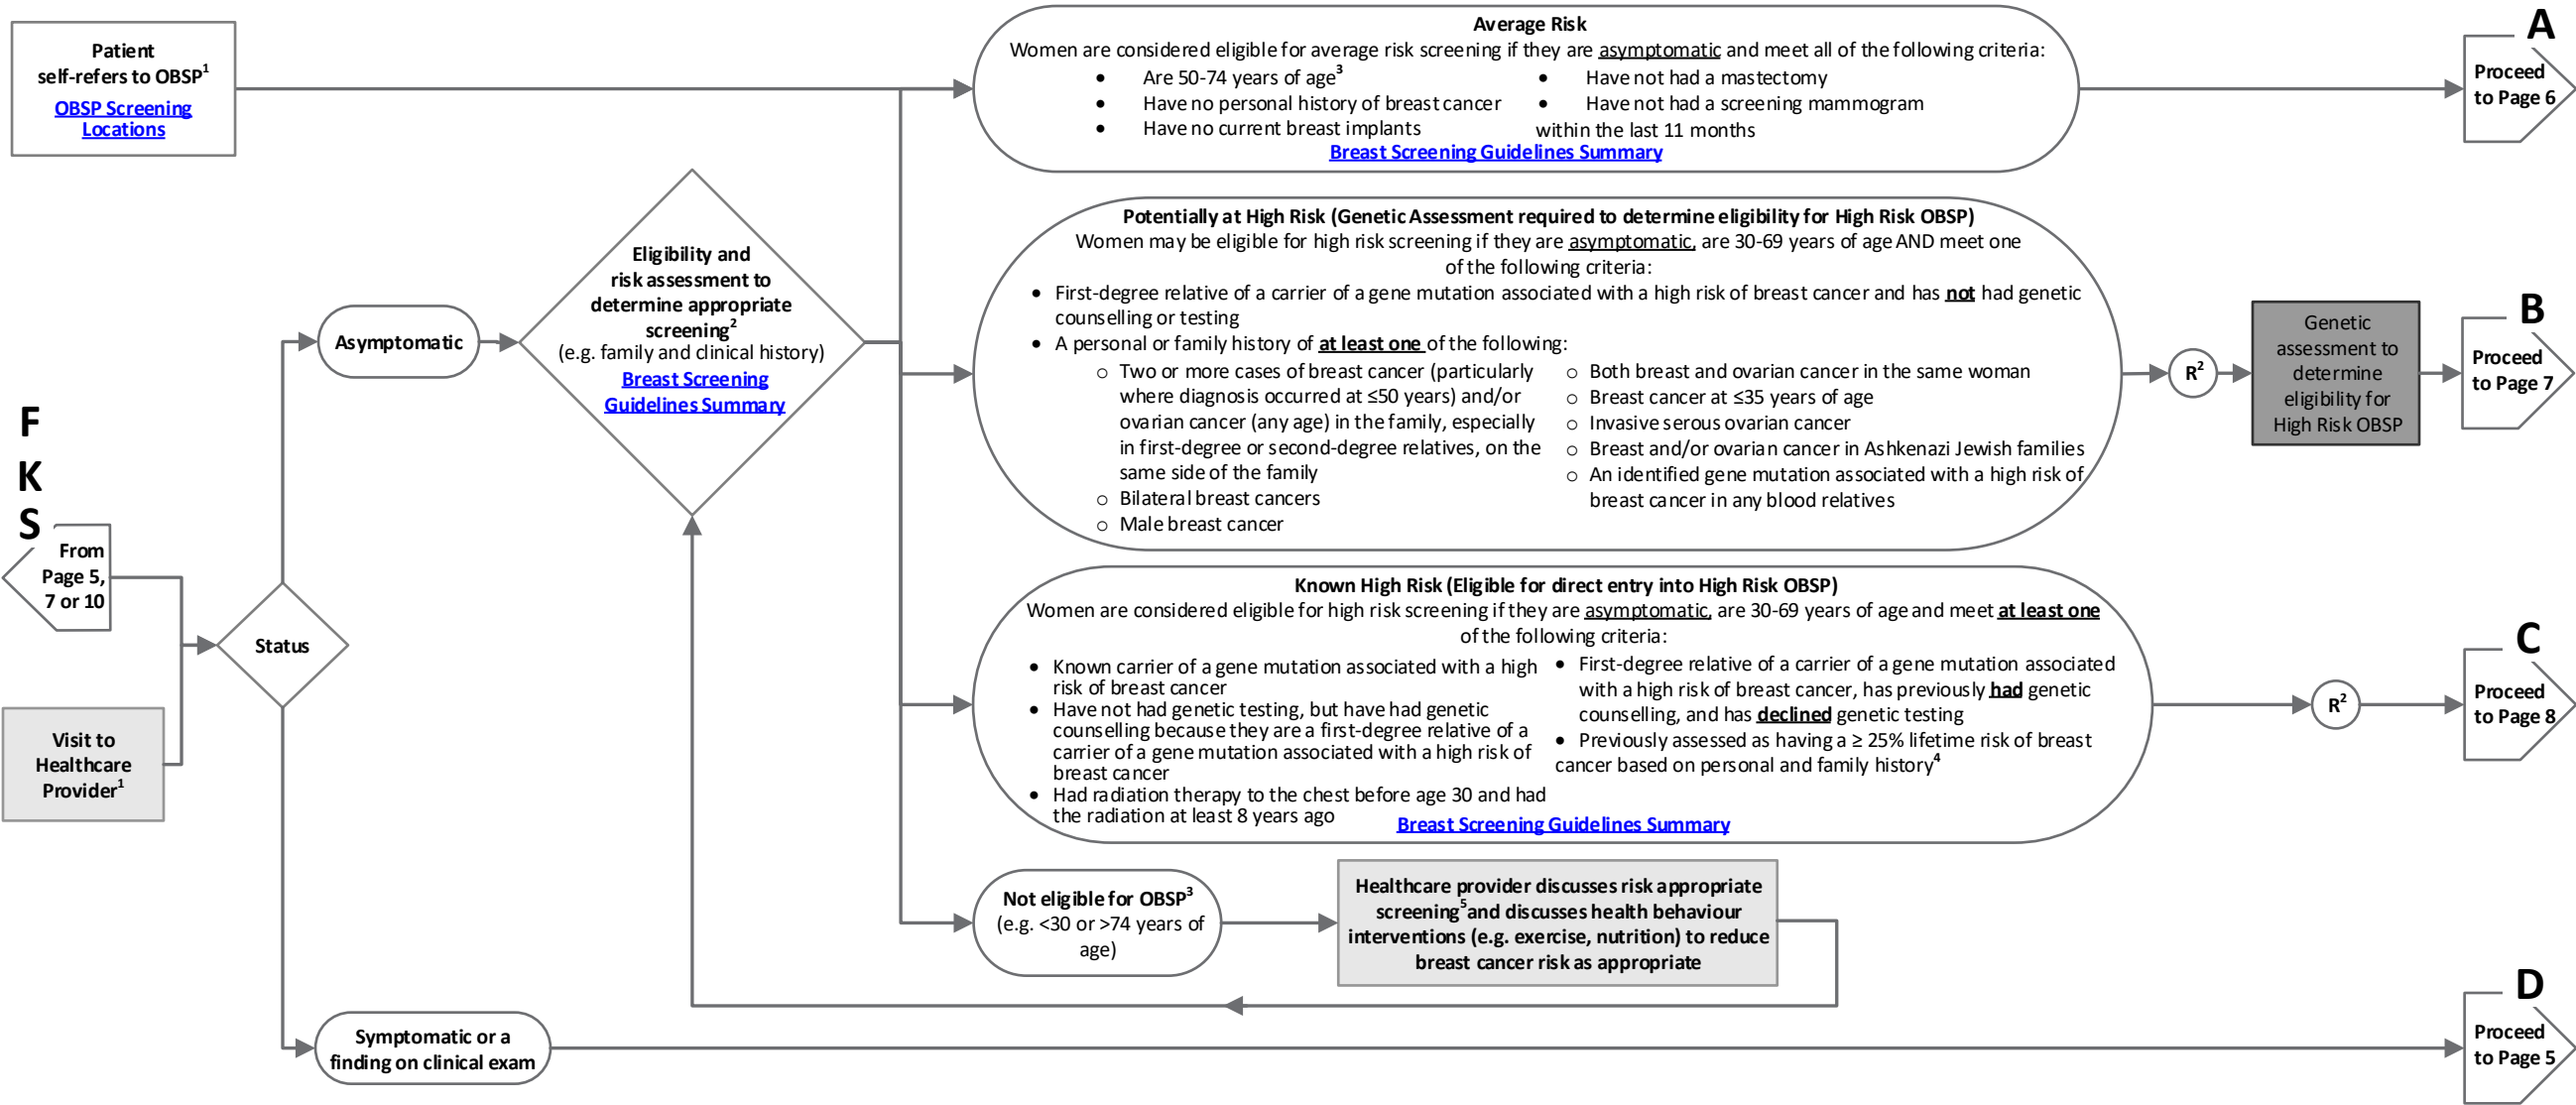 Patient
self-refers to OBSP1
OBSP Screening
Locations
Average Risk
Women are considered eligible for average risk screening if they are asymptomatic and meet all of the following criteria:
• Are 50-74 years of age3
• Have no personal history of breast cancer
• Have no current breast implants
• Have not had a mastectomy
• Have not had a screening mammogram
within the last 11 months
Breast Screening Guidelines Summary
A
Proceed
to Page 6
Eligibility and
risk assessment to
determine appropriate
screening2
(e.g. family and clinical history)
Breast Screening
Guidelines Summary
Asymptomatic
Potentially at High Risk (Genetic Assessment required to determine eligibility for High Risk OBSP)
Women may be eligible for high risk screening if they are asymptomatic, are 30-69 years of age AND meet one
of the following criteria:
• First-degree relative of a carrier of a gene mutation associated with a high risk of breast cancer and has not had genetic
counselling or testing
• A personal or family history of at least one of the following:
o Two or more cases of breast cancer (particularly
where diagnosis occurred at ≤50 years) and/or
ovarian cancer (any age) in the family, especially
in first-degree or second-degree relatives, on the
same side of the family
o Bilateral breast cancers
o Male breast cancer
o Both breast and ovarian cancer in the same woman
o Breast cancer at ≤35 years of age
o Invasive serous ovarian cancer
o Breast and/or ovarian cancer in Ashkenazi Jewish families
o An identified gene mutation associated with a high risk of
breast cancer in any blood relatives
R2
Genetic
assessment to
determine
eligibility for
High Risk OBSP
B
Proceed
to Page 7
F
K
S
From
Page 5,
7 or 10
Status
Visit to
Healthcare
Provider1
Known High Risk (Eligible for direct entry into High Risk OBSP)
Women are considered eligible for high risk screening if they are asymptomatic, are 30-69 years of age and meet at least one
of the following criteria:
• Known carrier of a gene mutation associated with a high
risk of breast cancer
• Have not had genetic testing, but have had genetic
counselling because they are a first-degree relative of a
carrier of a gene mutation associated with a high risk of
breast cancer
• Had radiation therapy to the chest before age 30 and had
the radiation at least 8 years ago
• First-degree relative of a carrier of a gene mutation associated
with a high risk of breast cancer, has previously had genetic
counselling, and has declined genetic testing
• Previously assessed as having a ≥ 25% lifetime risk of breast
cancer based on personal and family history4
Breast Screening Guidelines Summary
R2
C
Proceed
to Page 8
Not eligible for OBSP3
(e.g. <30 or >74 years of
age)
Healthcare provider discusses risk appropriate
screening5and discusses health behaviour
interventions (e.g. exercise, nutrition) to reduce
breast cancer risk as appropriate
Symptomatic or a
finding on clinical exam
D
Proceed
to Page 5